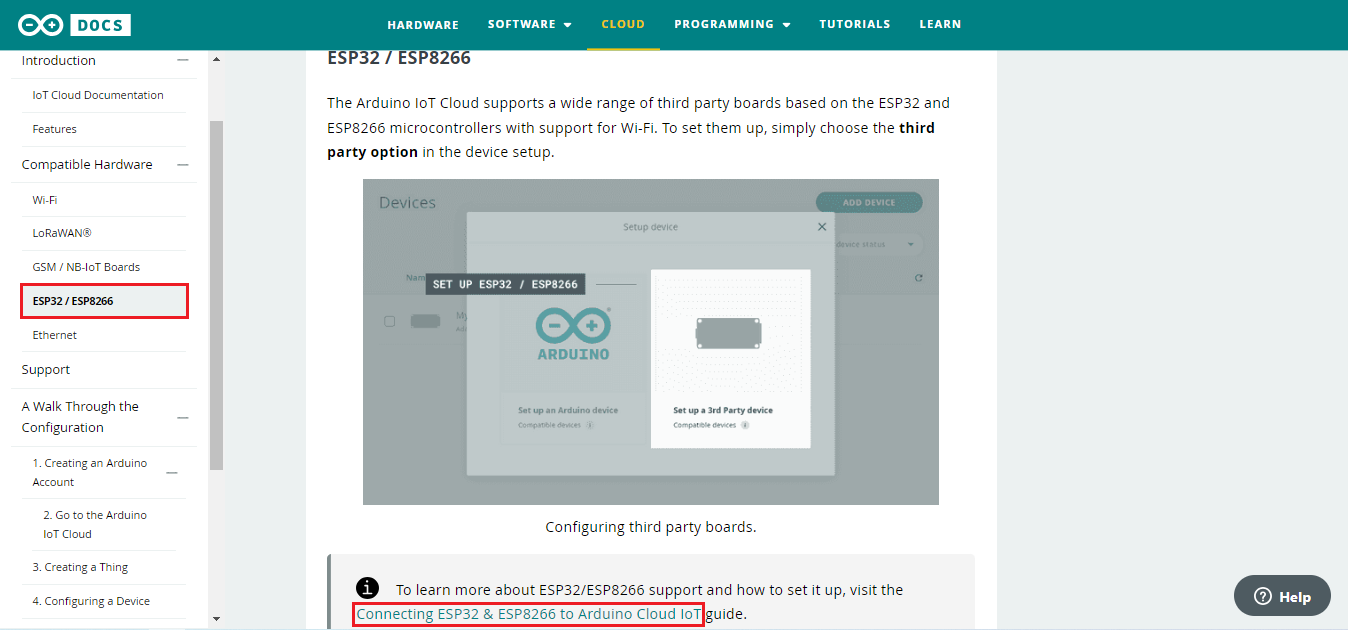 DOCS
HARDWARE SOFTWARE CLOUD PROGRAMMING TUTORIALS LEARN
Introduction
IoT Cloud Documentation
Features
Compatible Hardware
Wi-Fi
LoRaWAN®
GSM / NB-IoT Boards
ESP32 / ESP8266
Ethernet
Support
A Walk Through the
Configuration
1. Creating an Arduino
Account
2. Go to the Arduino
IoT Cloud
3. Creating a Thing
4. Configuring a Device
ESP32 / ESP8266
The Arduino IoT Cloud supports a wide range of third party boards based on the ESP32 and
ESP8266 microcontrollers with support for Wi-Fi. To set them up, simply choose the third
party option in the device setup.
Devices
ADD DEVICE
Setup device
device status
Nam
SET UP ESP32 / ESP8266
My
ARDUINO
Set up an Arduino device
Compatible devices i
Set up a 3rd Party device
Compatible devices i
Configuring third party boards.
To learn more about ESP32/ESP8266 support and how to set it up, visit the
Connecting ESP32 & ESP8266 to Arduino Cloud IoT guide.
Help